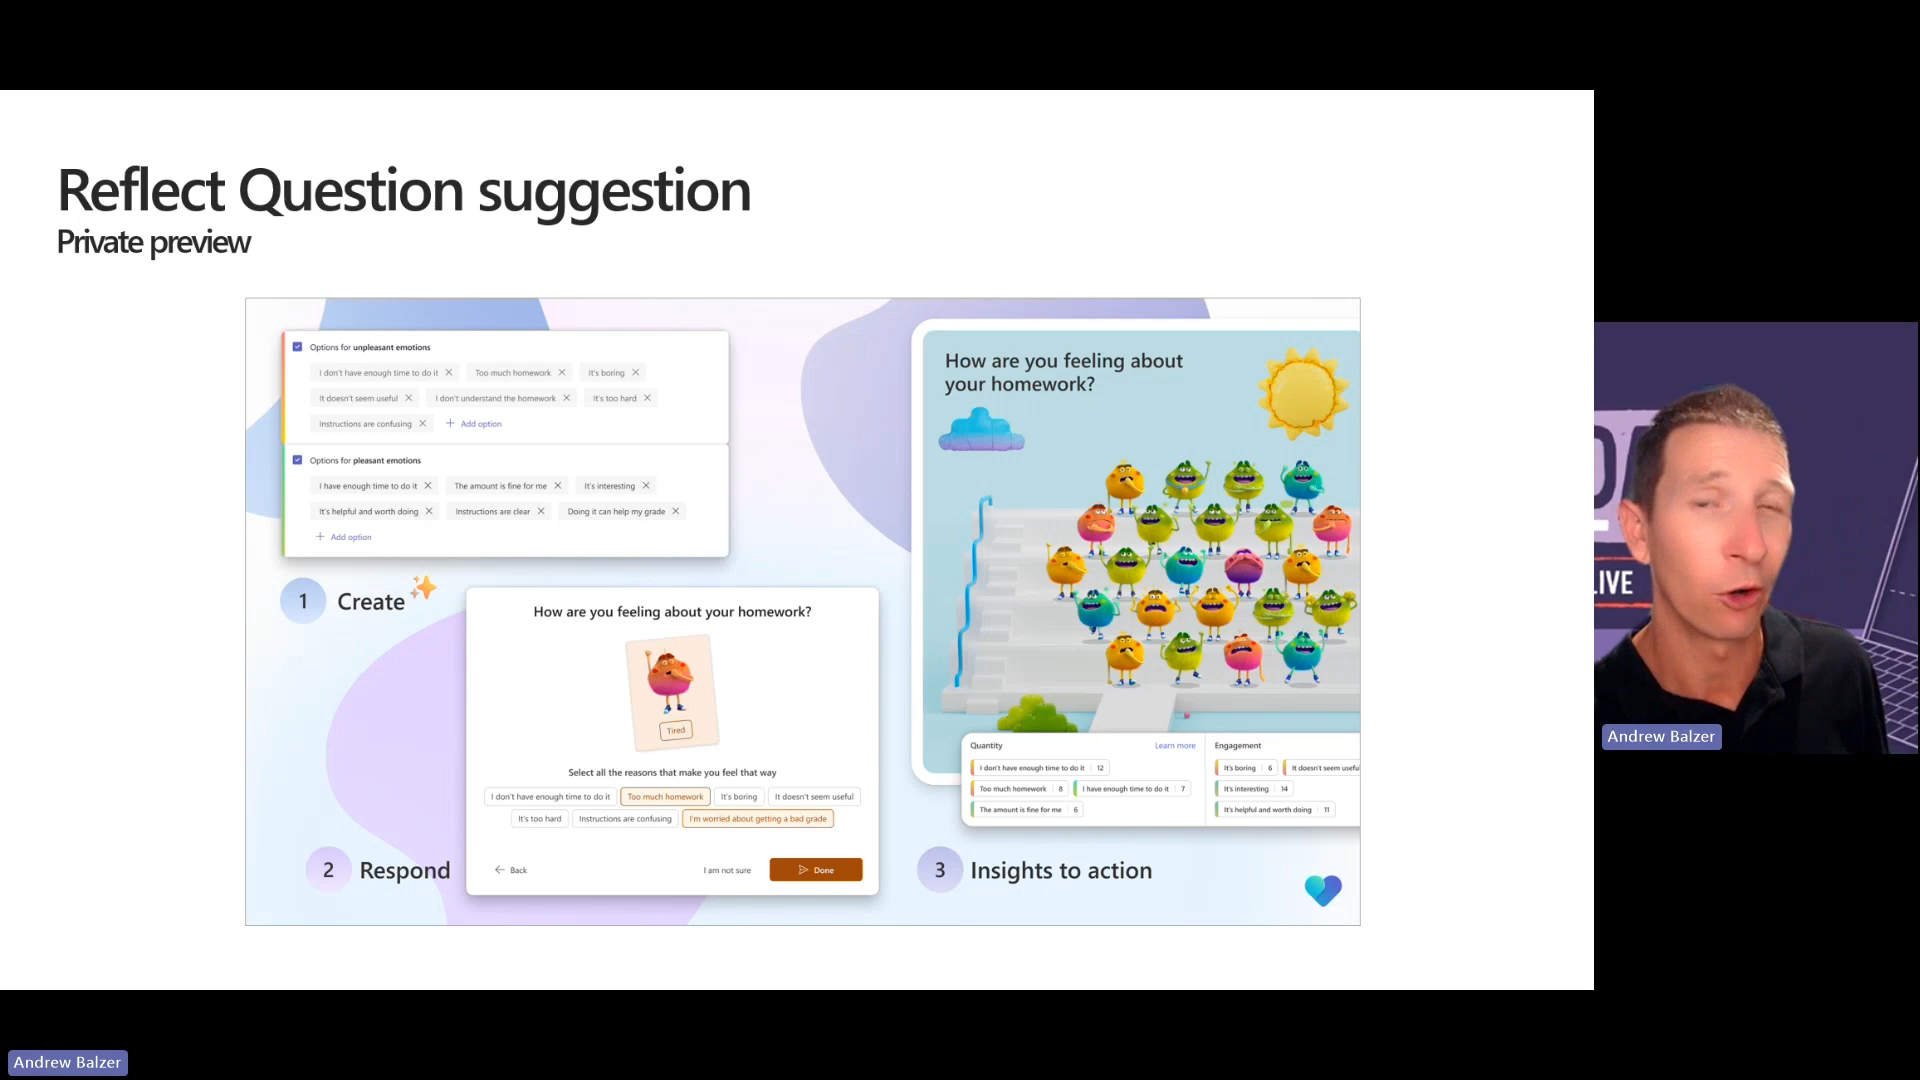 Reflect Question suggestion
Private preview
Options for unpleasant emotions
I don't have enough time to do it
Too much homework
It's boring
It doesn't seem useful
I don't understand the homework
It's too hard
Instructions are confusing
+ Add option
Options for pleasant emotions
I have enough time to do it
The amount is fine for me
It's interesting
It's helpful and worth doing
Instructions are clear
Doing it can help my grade
+ Add option
1 Create
How are you feeling about your homework?
Tired
Select all the reasons that make you feel that way
I don't have enough time to do it
Too much homework
It's boring
It doesn't seem useful
It's too hard
Instructions are confusing
I'm worried about getting a bad grade
Back
I am not sure
Done
2 Respond
How are you feeling about
your homework?
Quantity
Learn more
I don't have enough time to do it 12
Too much homework 8
I have enough time to do it 7
The amount is fine for me 6
Engagement
It's boring 6
It doesn't seem useful
It's interesting 14
It's helpful and worth doing 11
3 Insights to action
LIVE
Andrew Balzer
Andrew Balzer